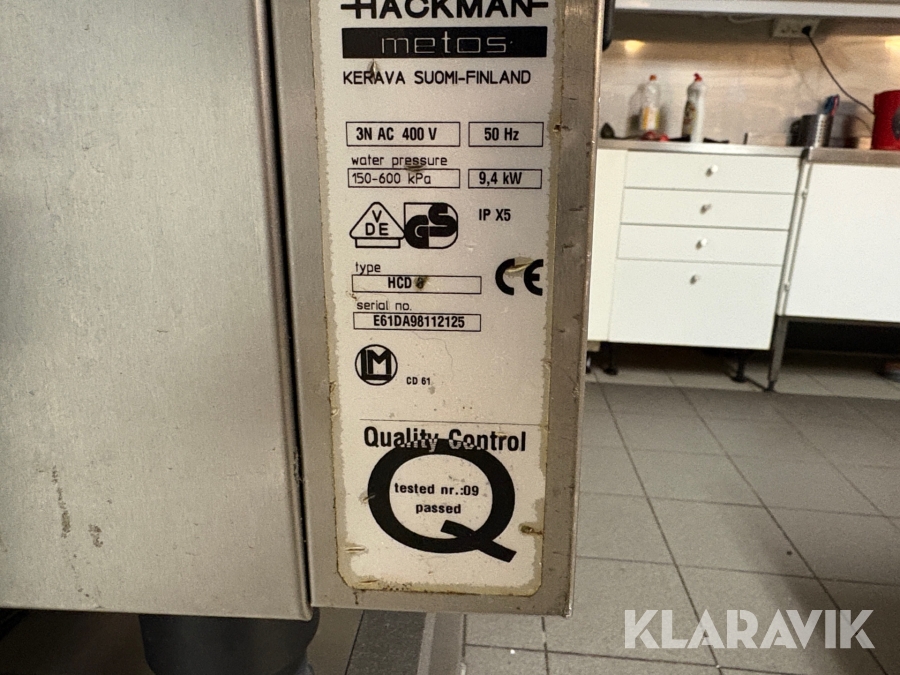 HACKMAN
metos
KERAVA SUOMI-FINLAND
3N AC 400 V
50 Hz
water pressure
150-600 kPa
9,4 kW
VDE
GS
IP X5
type
HCD
CE
serial no.
E61DA98112125
LM
CD 61
Quality Control
Q
tested nr.:09
passed
KLARAVIK